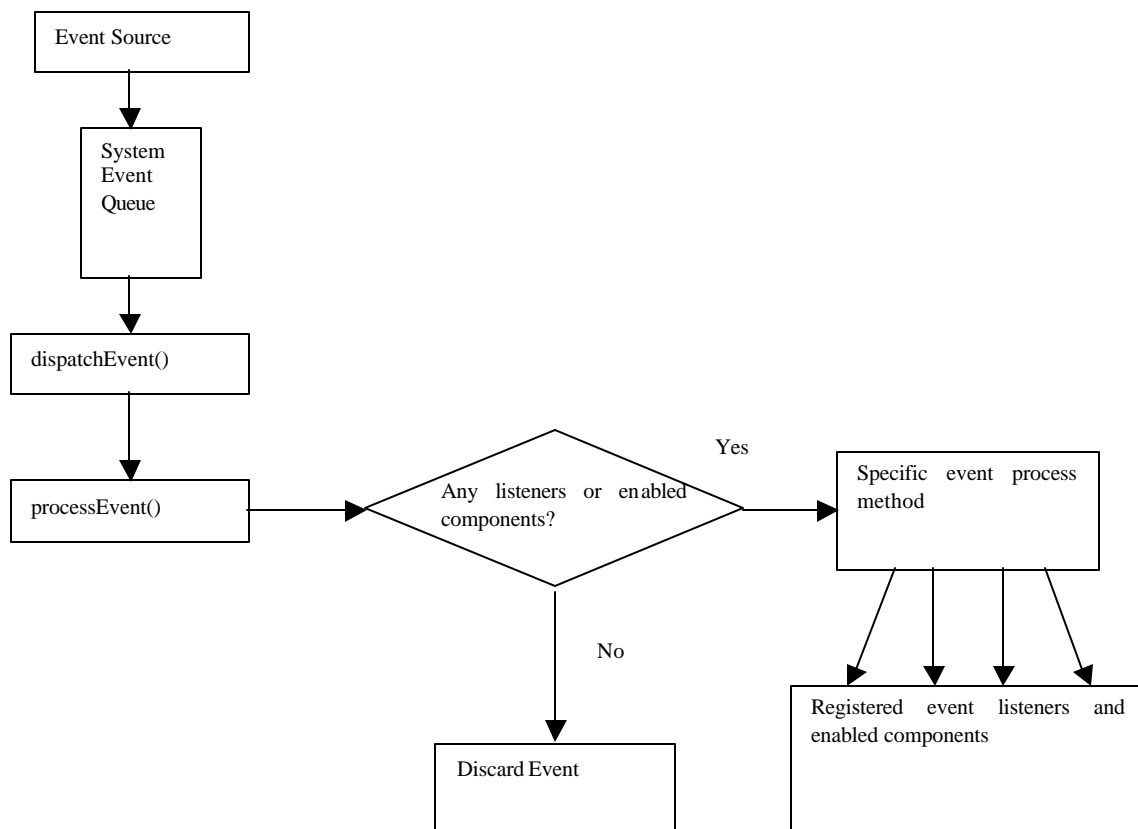 Event Source
System
Event
Queue
dispatchEvent()
processEvent()
Any listeners or enabled
components?
Yes
No
Specific event process
method
Registered event listeners and
enabled components
Discard Event